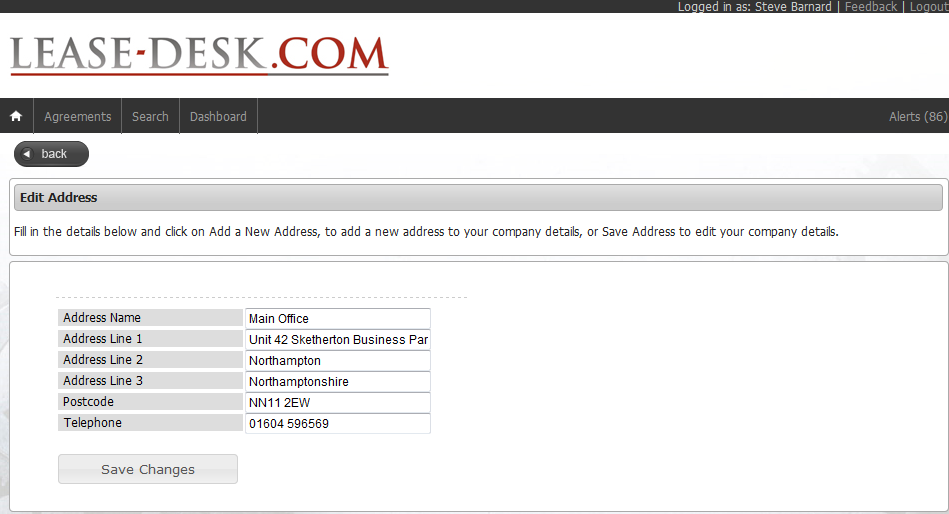 Logged in as: Steve Barnard | Feedback | Logout
LEASE-DESK.COM
Agreements Search Dashboard Alerts (86)
back
Edit Address
Fill in the details below and click on Add a New Address, to add a new address to your company details, or Save Address to edit your company details.
Address Name Main Office
Address Line 1 Unit 42 Sketherton Business Par
Address Line 2 Northampton
Address Line 3 Northamptonshire
Postcode NN11 2EW
Telephone 01604 596569
Save Changes